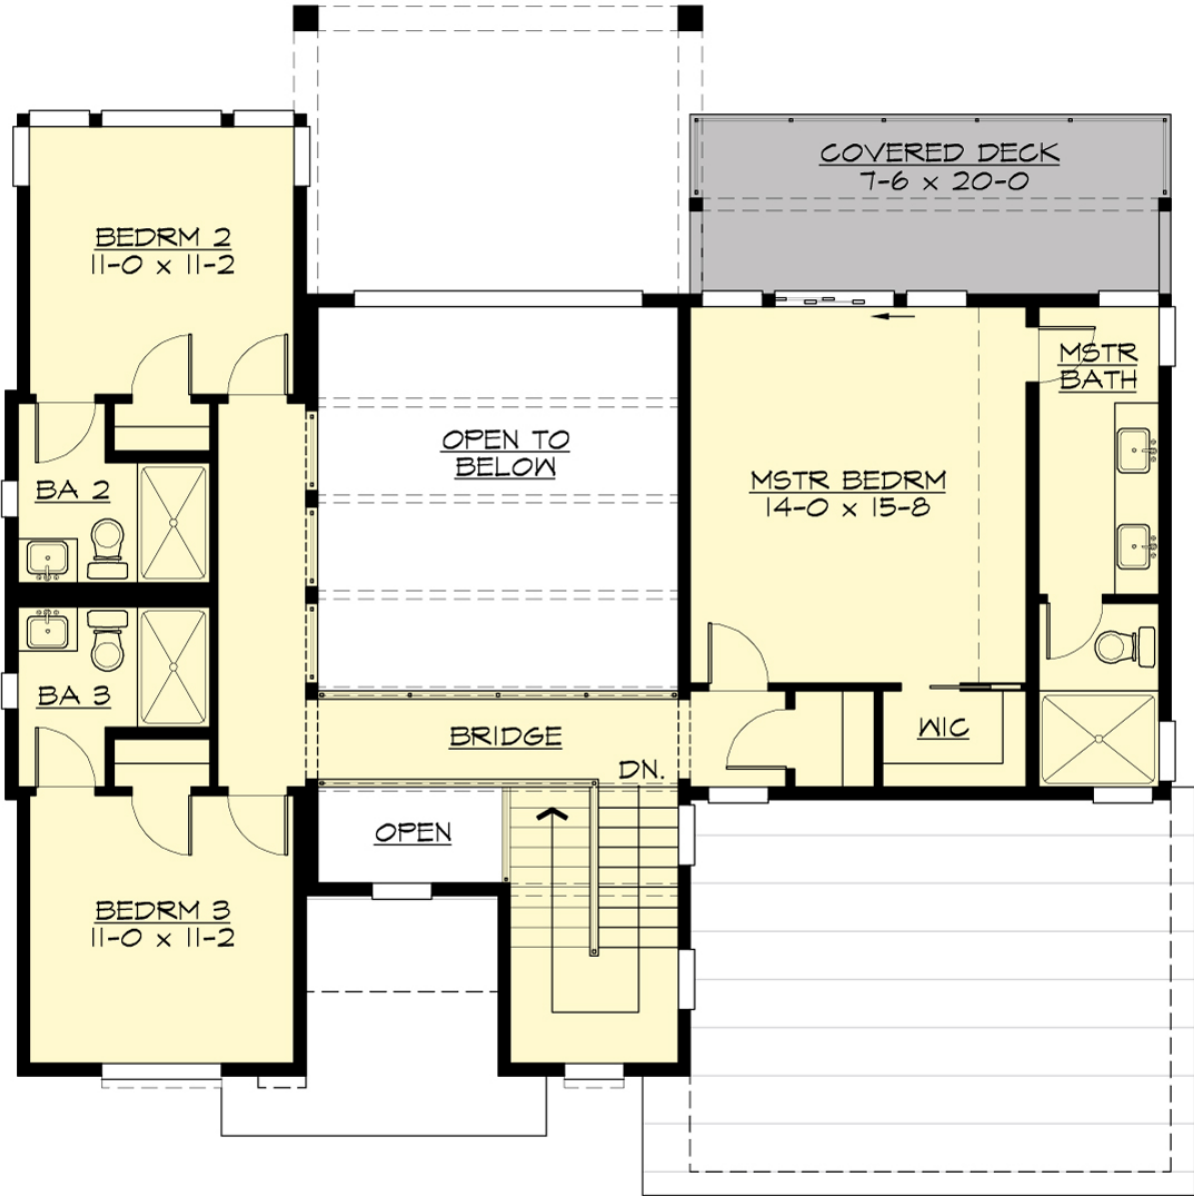 COVERED DECK
7-6 x 20-0
BEDRM 2
11-0 x 11-2
MSTR
BATH
OPEN TO
BELOW
MSTR BEDRM
14-0 x 15-8
BA 2
BA 3
BRIDGE
WIC
DN.
OPEN
BEDRM 3
11-0 x 11-2